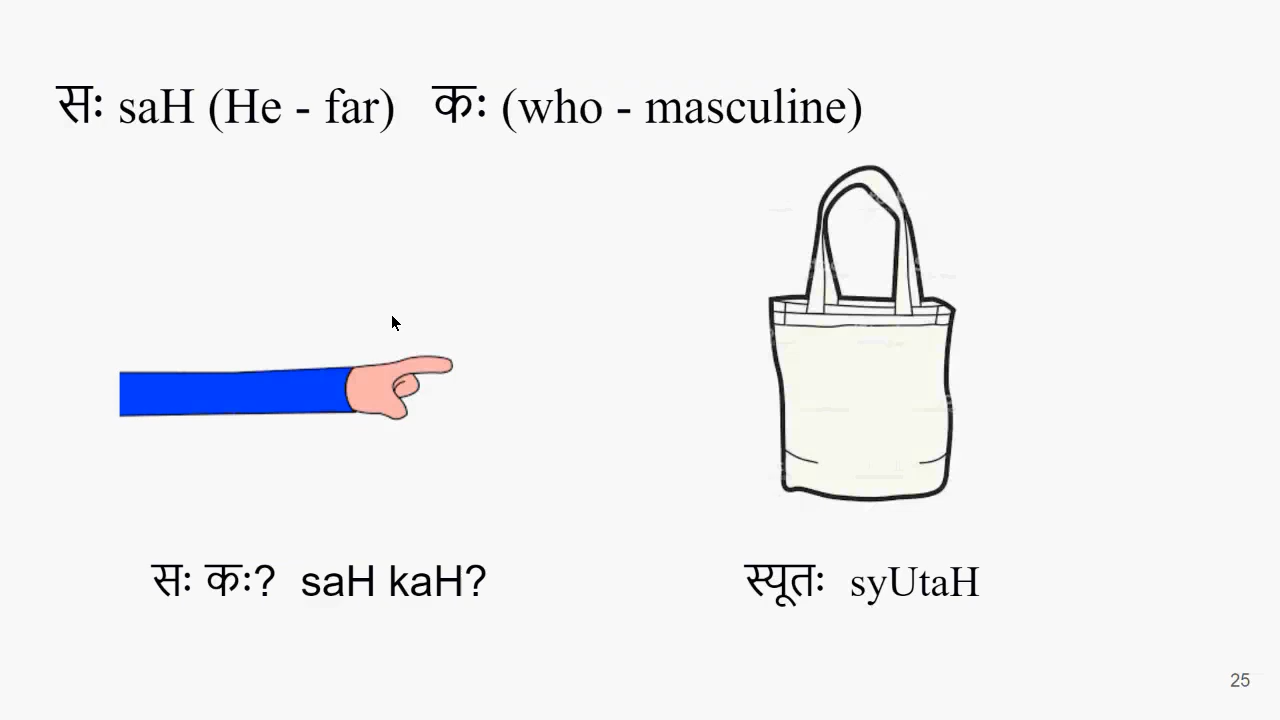 सः saH (He - far) कः (who - masculine)
सः कः? saH kaH?
स्यूतः syUtaH
25